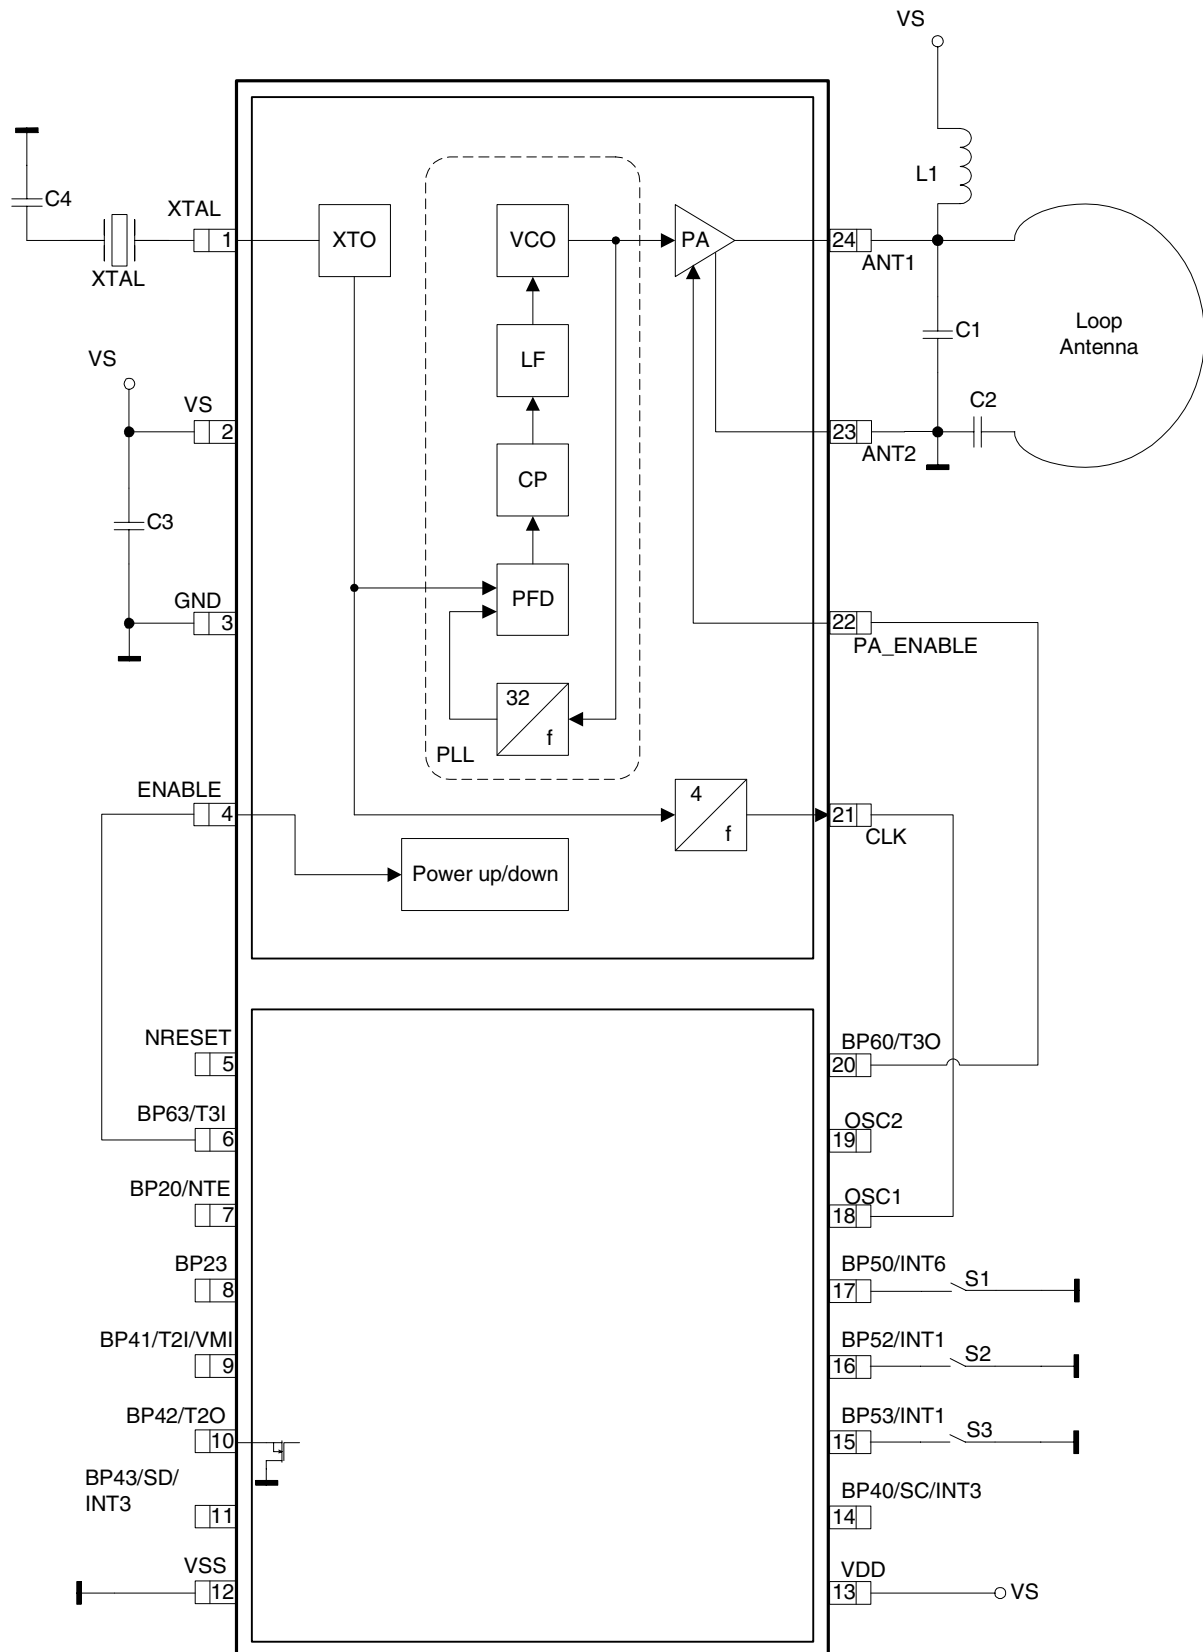 VS
L1
C4
XTAL
1
XTO
VCO
PA
24
ANT1
XTAL
LF
C1
Loop
Antenna
VS
VS
2
C2
23
ANT2
CP
C3
PFD
GND
3
22
PA_ENABLE
32
f
PLL
ENABLE
4
4
f
21
CLK
Power up/down
NRESET
5
BP60/T3O
20
BP63/T3I
6
OSC2
19
BP20/NTE
7
OSC1
18
BP23
8
BP50/INT6
17
S1
BP41/T2I/VMI
9
BP52/INT1
16
S2
BP42/T2O
10
BP53/INT1
15
S3
BP43/SD/
INT3
11
BP40/SC/INT3
14
VSS
12
VDD
13
VS